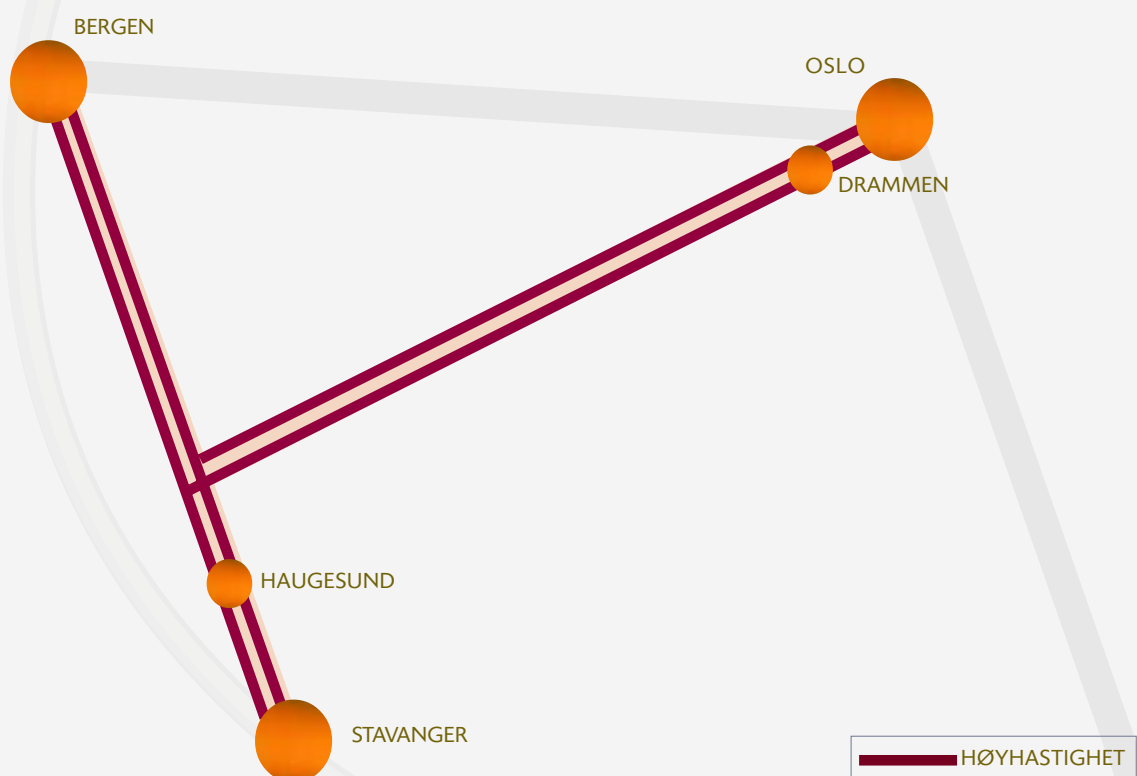 BERGEN
OSLO
DRAMMEN
HAUGESUND
STAVANGER
HØYHASTIGHET